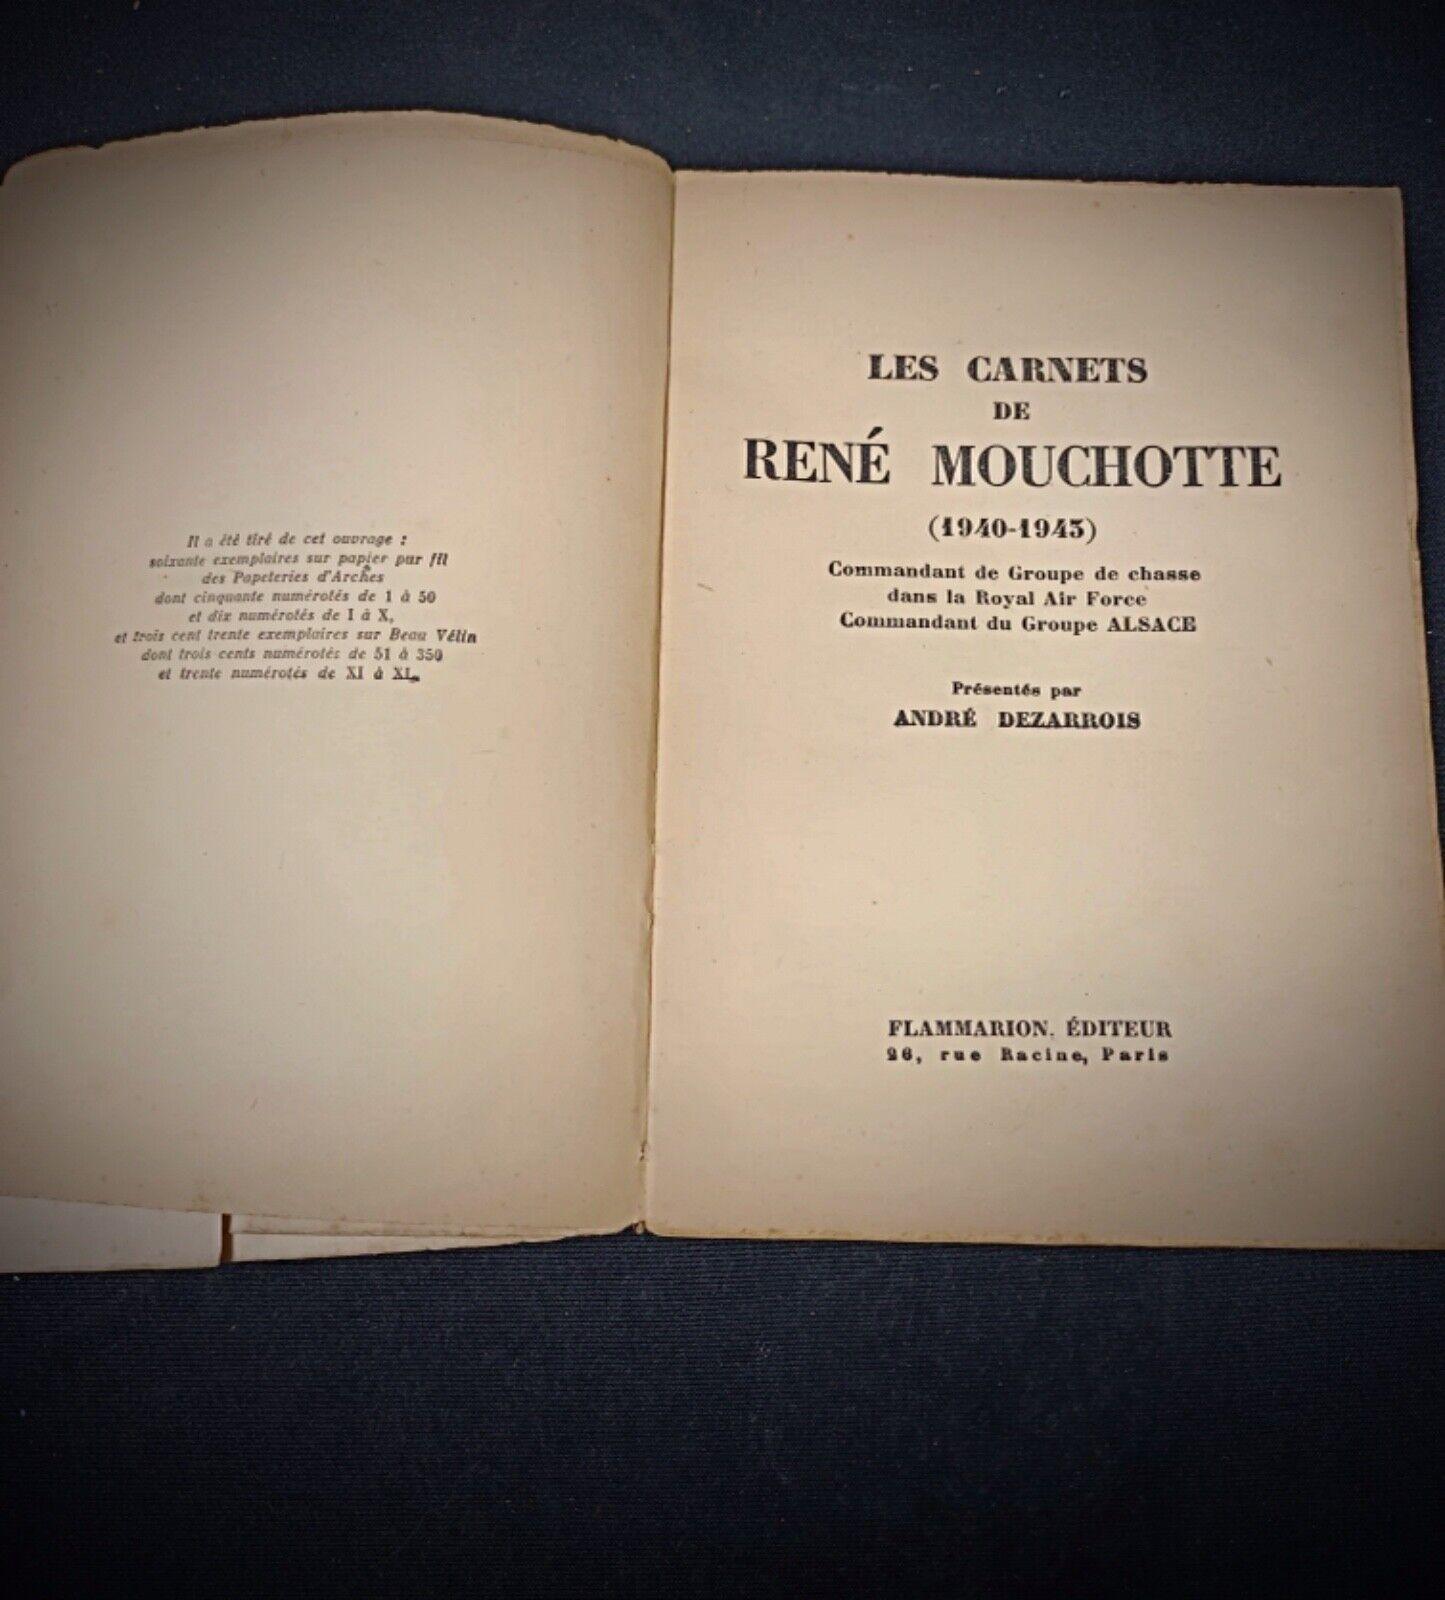 Il a été tiré de cet ouvrage :
soixante exemplaires sur papier pur fil
des Papeteries d'Arches
dont cinquante numérotés de 1 à 50
et dix numérotés de I à X,
et trois cent trente exemplaires sur Beau Vélin
dont trois cents numérotés de 51 à 350
et trente numérotés de XI à XL.
LES CARNETS
DE
RENÉ MOUCHOTTE
(1940-1943)
Commandant de Groupe de chasse
dans la Royal Air Force
Commandant du Groupe ALSACE
Présentés par
ANDRÉ DEZARROIS
FLAMMARION, ÉDITEUR
26, rue Racine, Paris